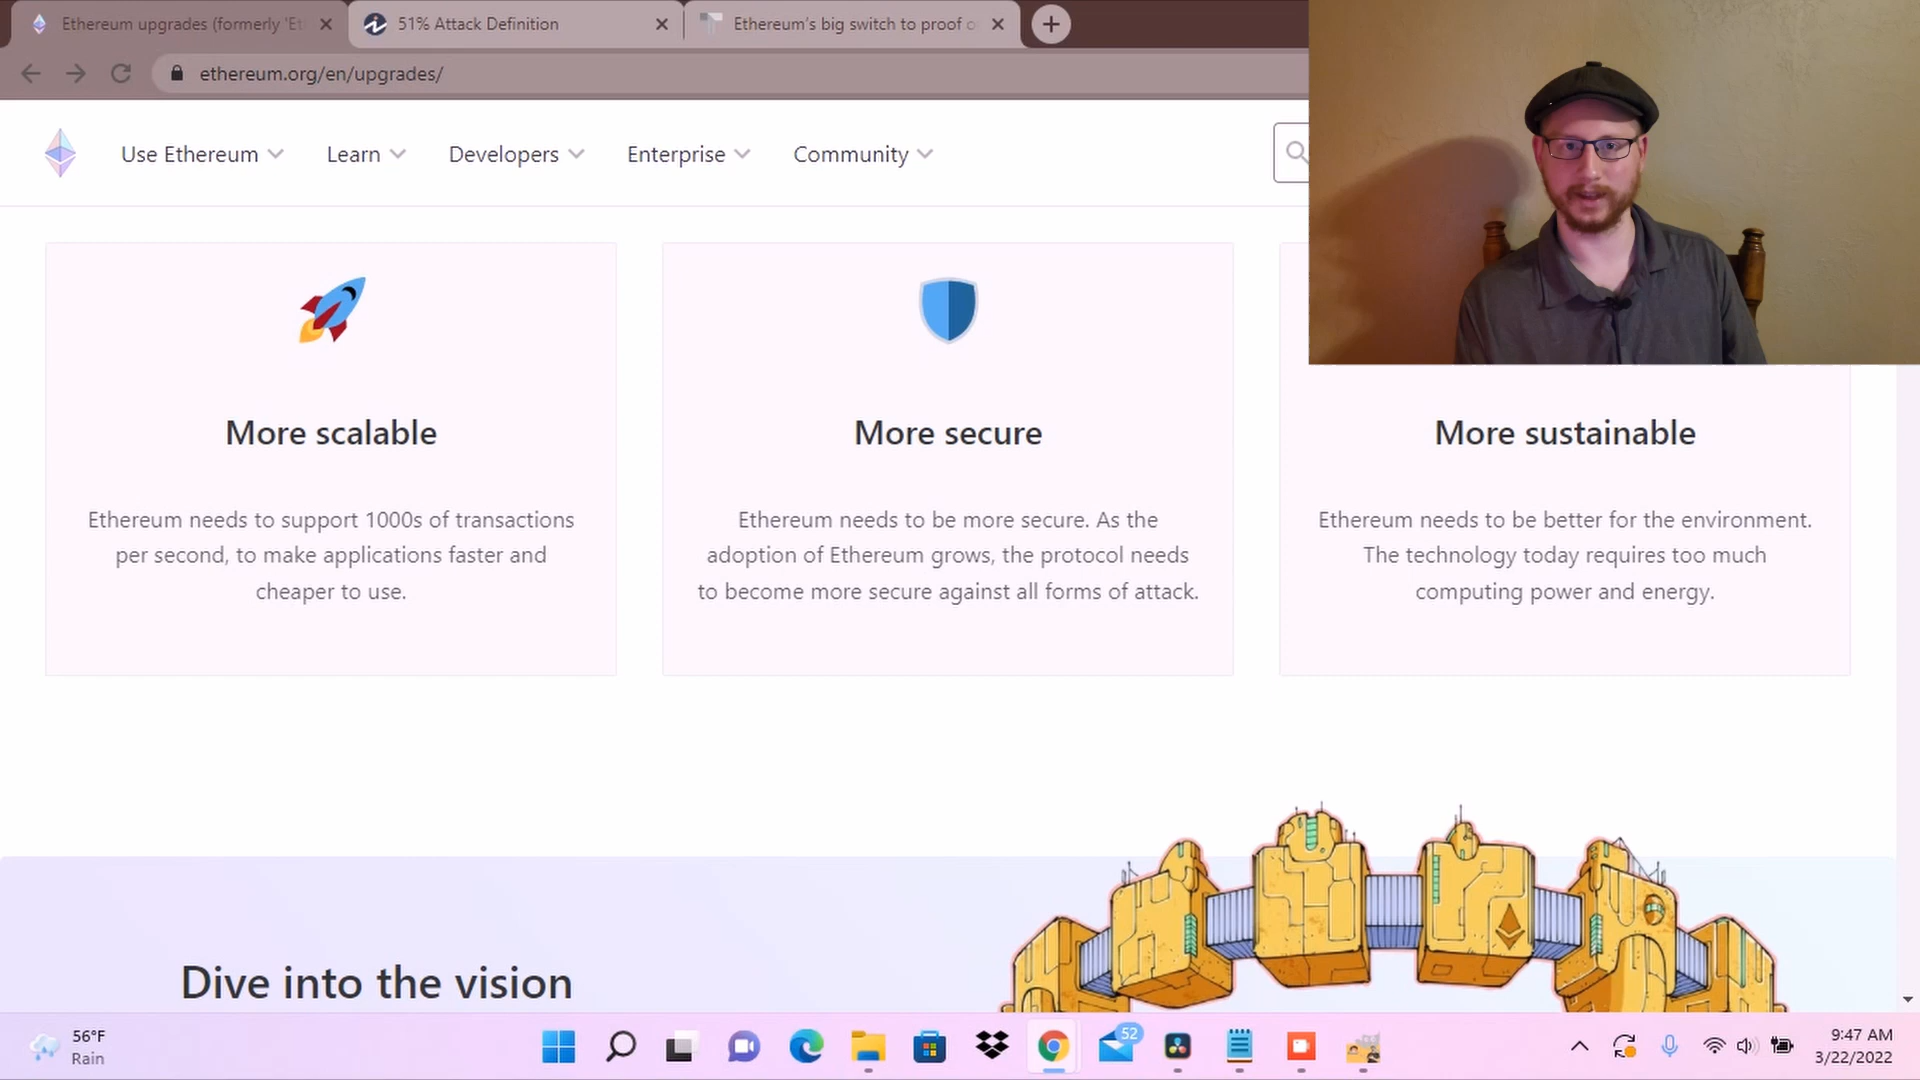 Ethereum upgrades (formerly 'Et
51% Attack Definition
Ethereum's big switch to proof o
ethereum.org/en/upgrades/
Use Ethereum
Learn
Developers
Enterprise
Community
More scalable
Ethereum needs to support 1000s of transactions
per second, to make applications faster and
cheaper to use.
More secure
Ethereum needs to be more secure. As the
adoption of Ethereum grows, the protocol needs
to become more secure against all forms of attack.
More sustainable
Ethereum needs to be better for the environment.
The technology today requires too much
computing power and energy.
Dive into the vision
56°F
Rain
52
9:47 AM
3/22/2022